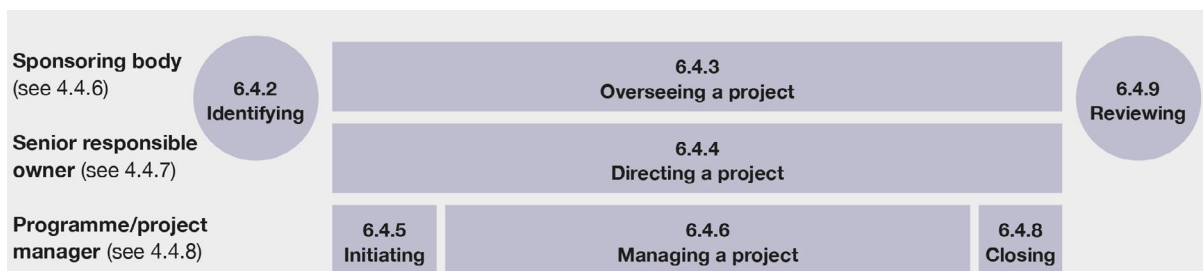 Sponsoring body
(see 4.4.6)
6.4.2
Identifying
6.4.3
Overseeing a project
6.4.9
Reviewing
Senior responsible
owner (see 4.4.7)
6.4.4
Directing a project
Programme/project
manager (see 4.4.8)
6.4.5
Initiating
6.4.6
Managing a project
6.4.8
Closing